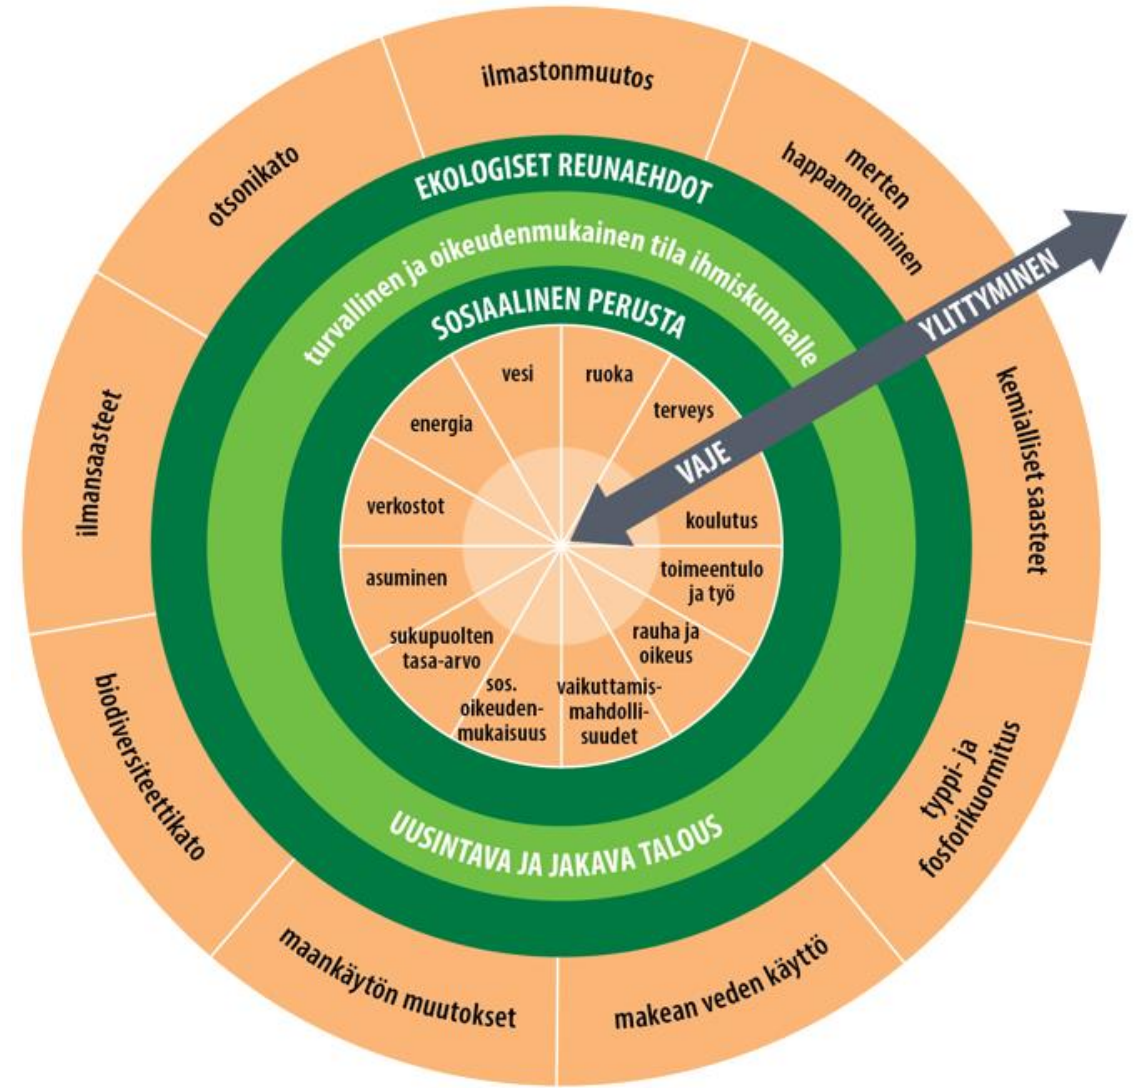 ilmastonmuutos
merten
happamoituminen
kemialliset saasteet
typpi- ja
fosforikuormitus
makean veden käyttö
maankäytön muutokset
biodiversiteettikato
ilmansaasteet
otsonikato
EKOLOGISET REUNAEHDOT
turvallinen ja oikeudenmukainen tila ihmiskunnalle
SOSIAALINEN PERUSTA
YLITTYMINEN
VAJE
vesi
ruoka
terveys
koulutus
toimeentulo
ja työ
rauha ja
oikeus
vaikuttamis-
mahdolli-
suudet
sos.
oikeuden-
mukaisuus
sukupuolten
tasa-arvo
asuminen
verkostot
energia
UUSINTAVA JA JAKAVA TALOUS